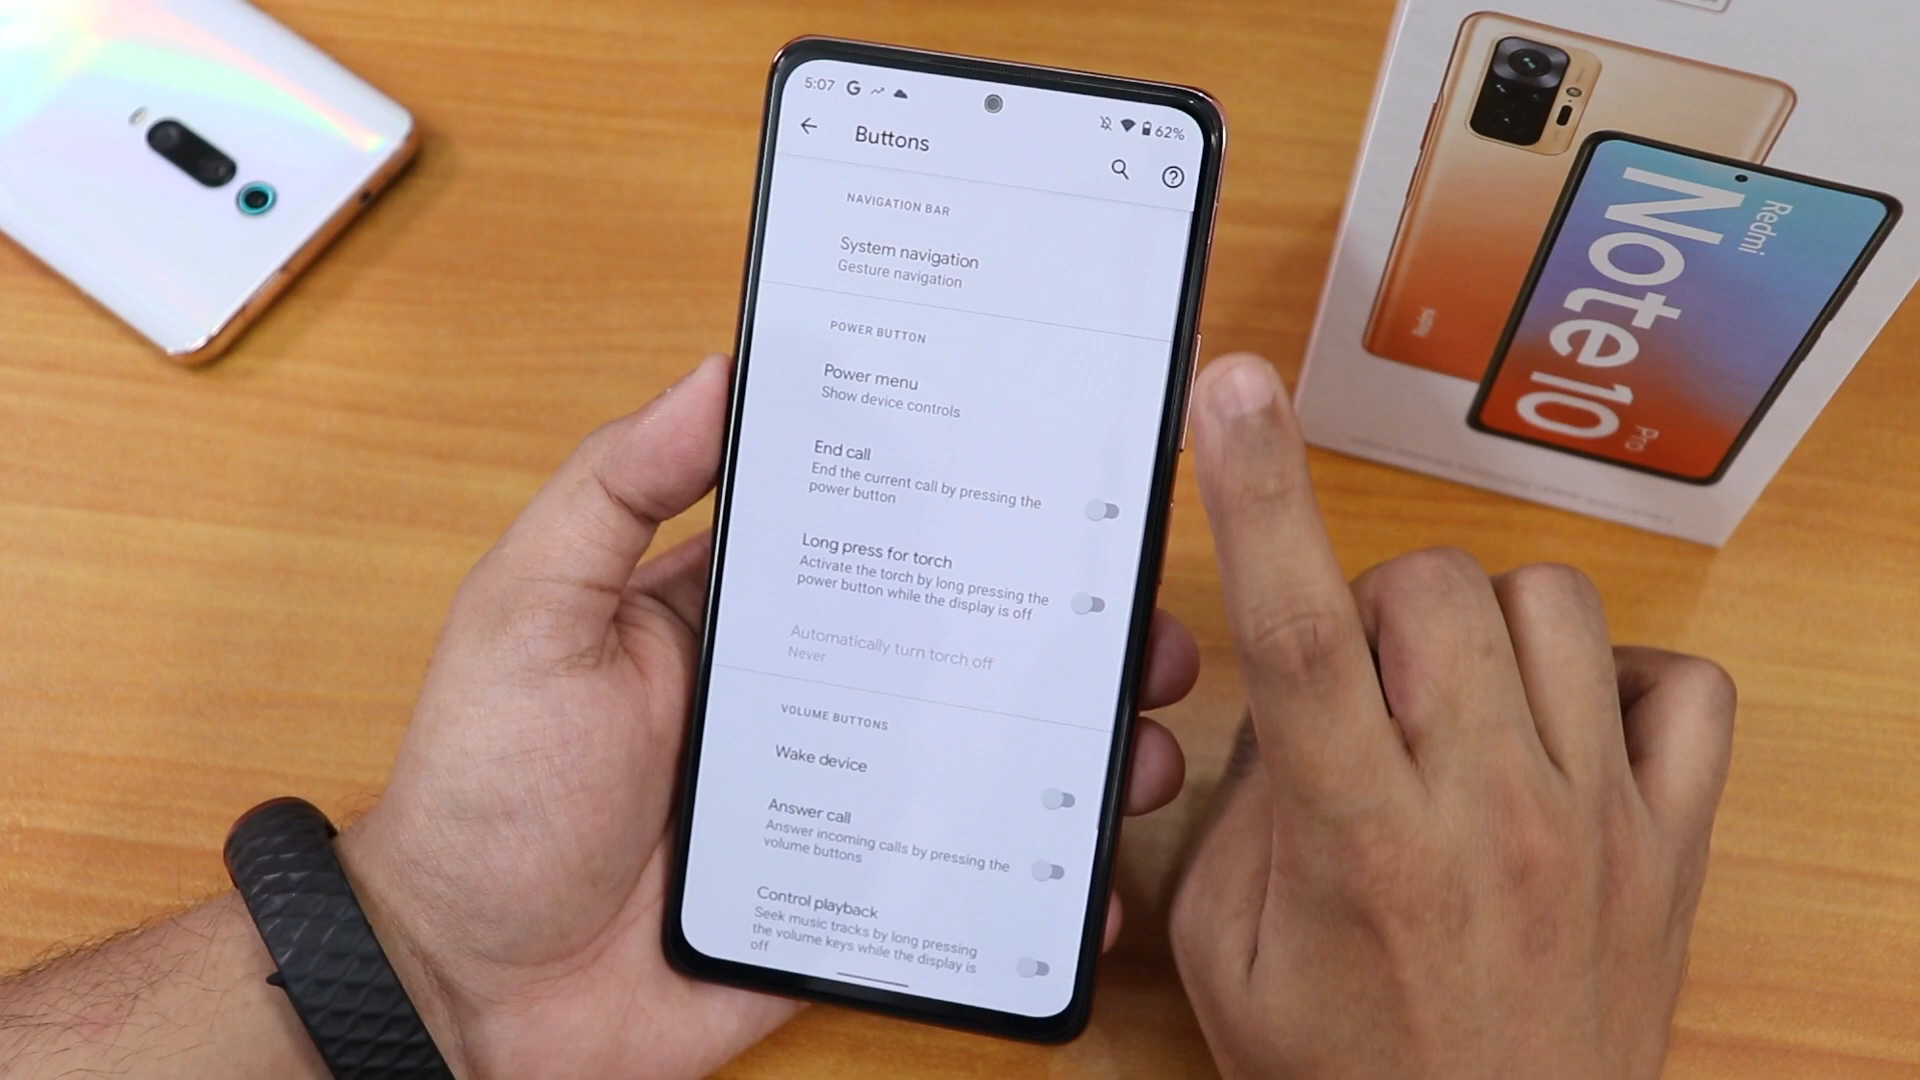 5:07
62%
Buttons
NAVIGATION BAR
System navigation
Gesture navigation
POWER BUTTON
Power menu
Show device controls
End call
End the current call by pressing the
power button
Long press for torch
Activate the torch by long pressing the
power button while the display is off
Automatically turn torch off
Never
VOLUME BUTTONS
Wake device
Answer call
Answer incoming calls by pressing the
volume buttons
Control playback
Seek music tracks by long pressing
the volume keys while the display is
off
Redmi
Note 10
Pro